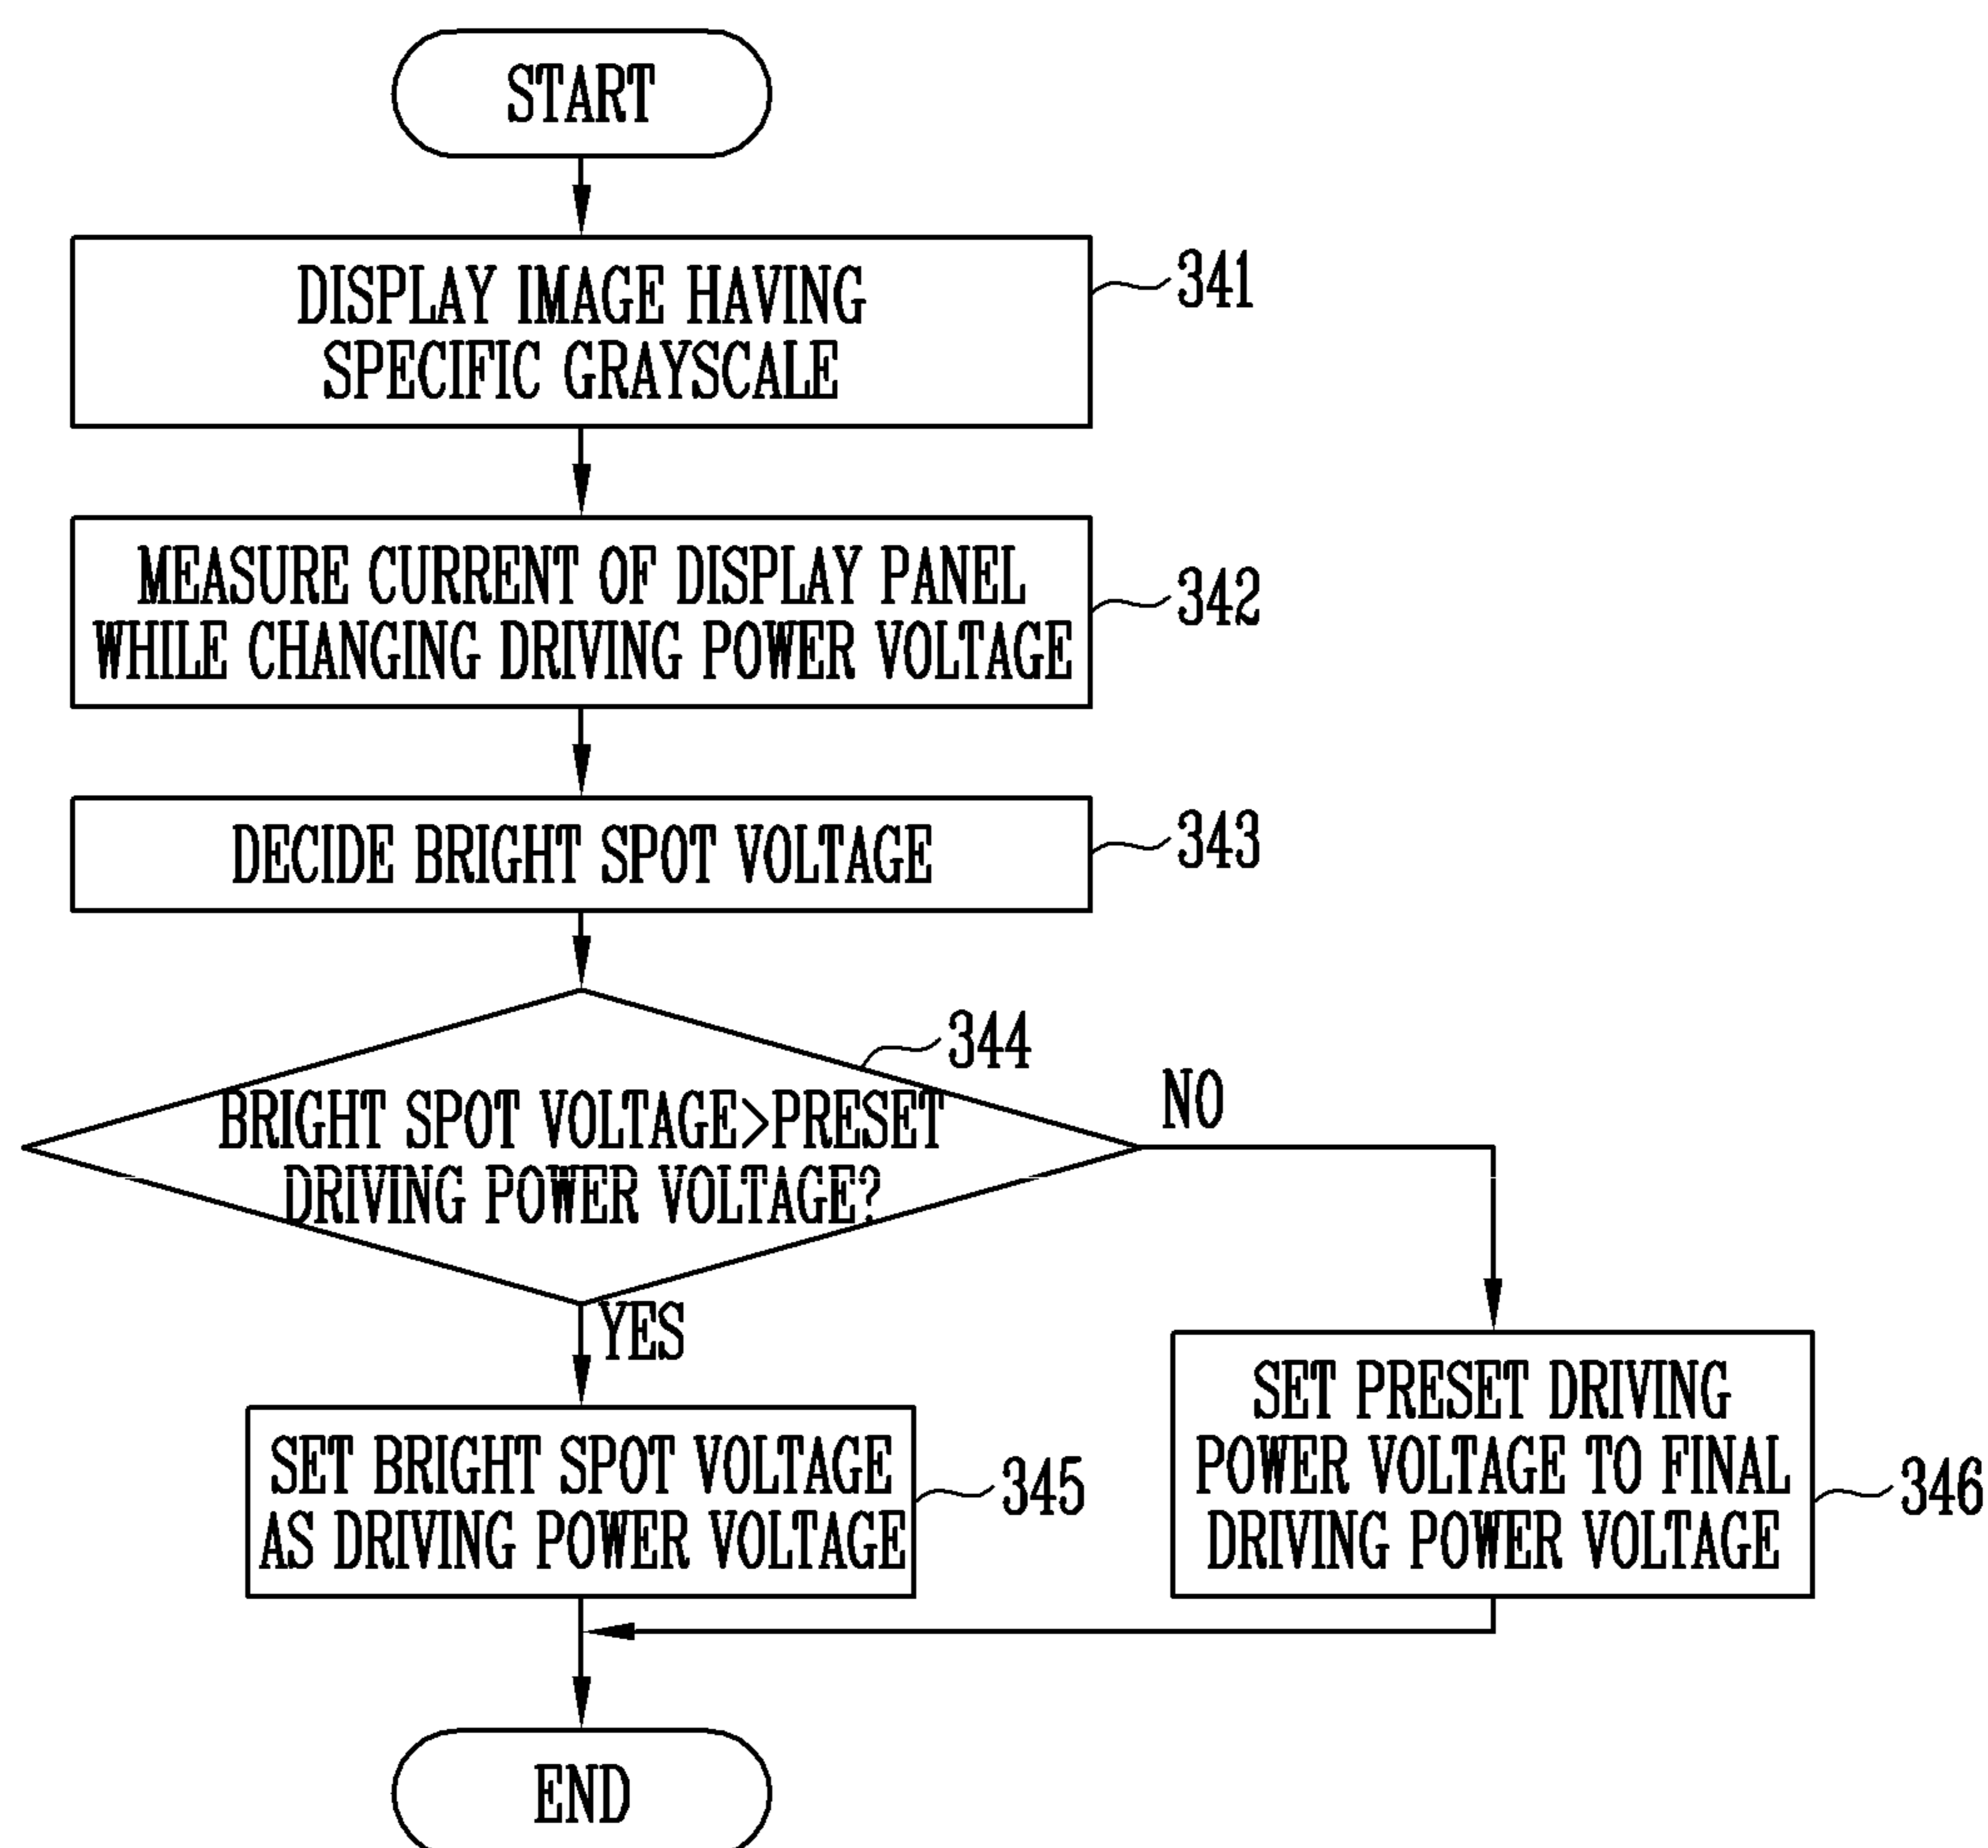 START
DISPLAY IMAGE HAVING
SPECIFIC GRAYSCALE
341
MEASURE CURRENT OF DISPLAY PANEL
WHILE CHANGING DRIVING POWER VOLTAGE
342
DECIDE BRIGHT SPOT VOLTAGE
343
344
BRIGHT SPOT VOLTAGE>PRESET
DRIVING POWER VOLTAGE?
NO
YES
SET BRIGHT SPOT VOLTAGE
AS DRIVING POWER VOLTAGE
345
SET PRESET DRIVING
POWER VOLTAGE TO FINAL
DRIVING POWER VOLTAGE
346
END